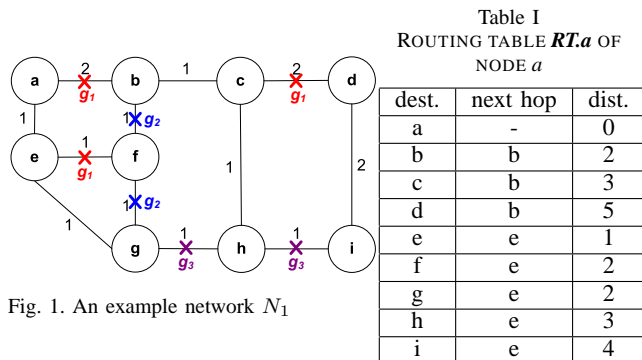 a 2 b 1 c 2 d
g1 g1
1 1 g2
e 1 f 1 2
g1
1 g2
1
g 1 h 1 i
g3 g3
Fig. 1. An example network N1
Table I
ROUTING TABLE RT.a OF
NODE a
dest. next hop dist.
a - 0
b b 2
c b 3
d b 5
e e 1
f e 2
g e 2
h e 3
i e 4